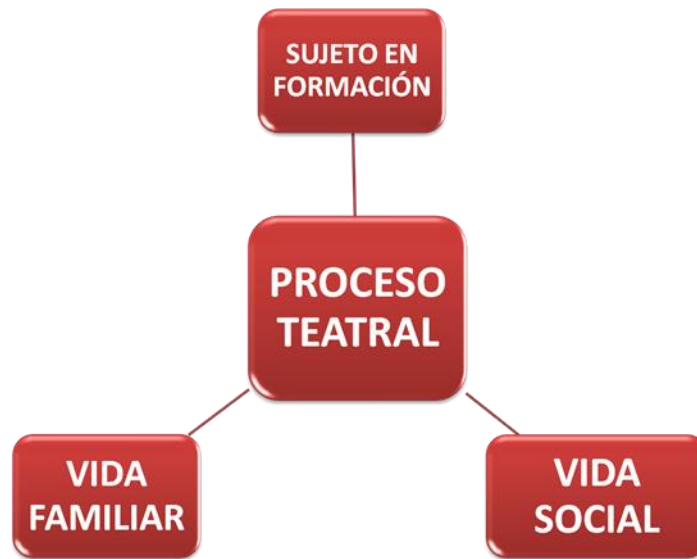 SUJETO EN
FORMACIÓN
PROCESO
TEATRAL
VIDA
FAMILIAR
VIDA
SOCIAL